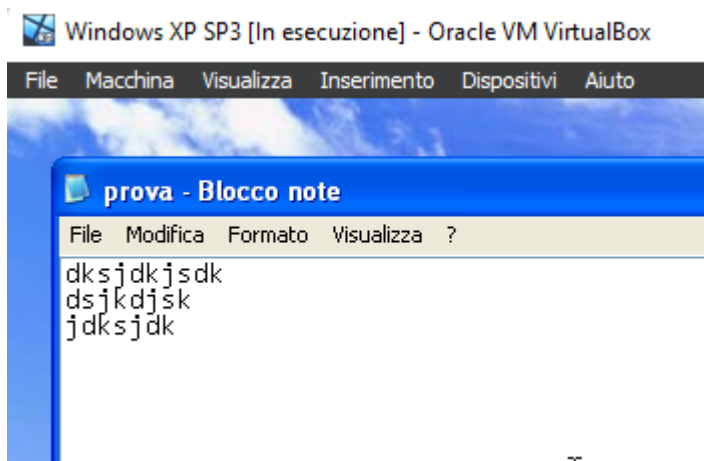 Windows XP SP3 [In esecuzione] - Oracle VM VirtualBox
File Macchina Visualizza Inserimento Dispositivi Aiuto
prova - Blocco note
File Modifica Formato Visualizza ?
dksjdkjsdk
dsjkdjsk
jdksjdk